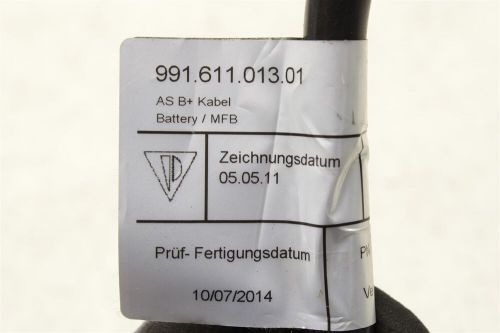 991.611.013.01
AS B+ Kabel
Battery / MFB
Zeichnungsdatum
05.05.11
Prüf- Fertigungsdatum
10/07/2014